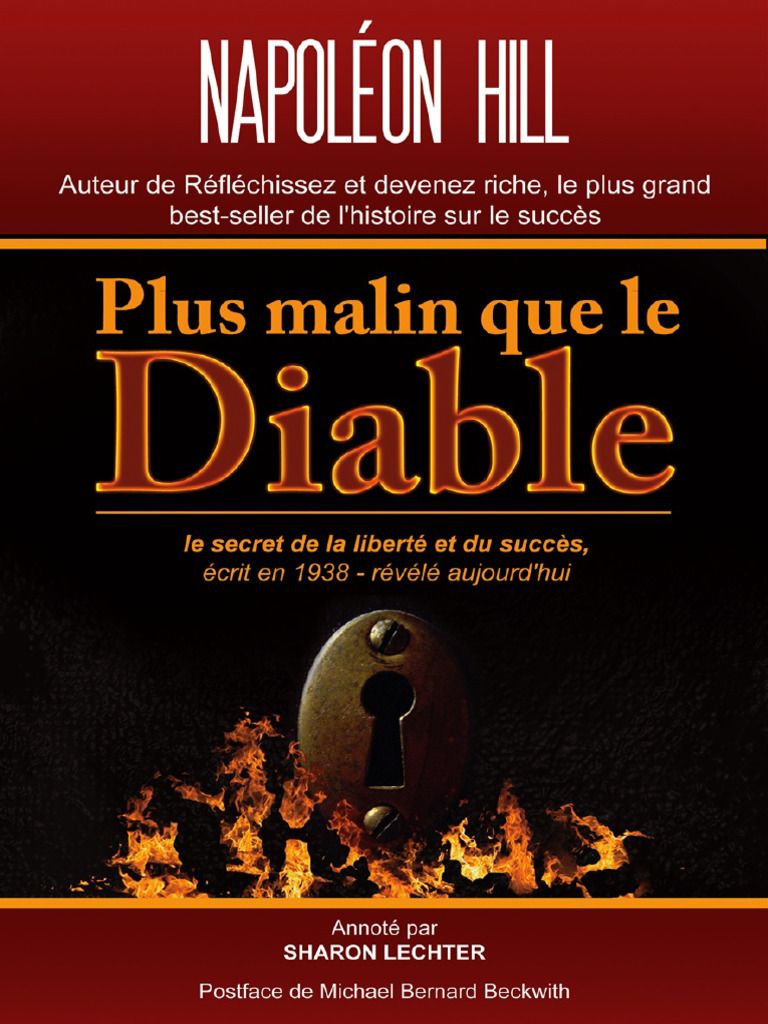 NAPOLÉON HILL
Auteur de Réfléchissez et devenez riche, le plus grand
best-seller de l'histoire sur le succès
Plus malin que le
Diable
le secret de la liberté et du succès,
écrit en 1938 - révélé aujourd'hui
Annoté par
SHARON LECHTER
Postface de Michael Bernard Beckwith